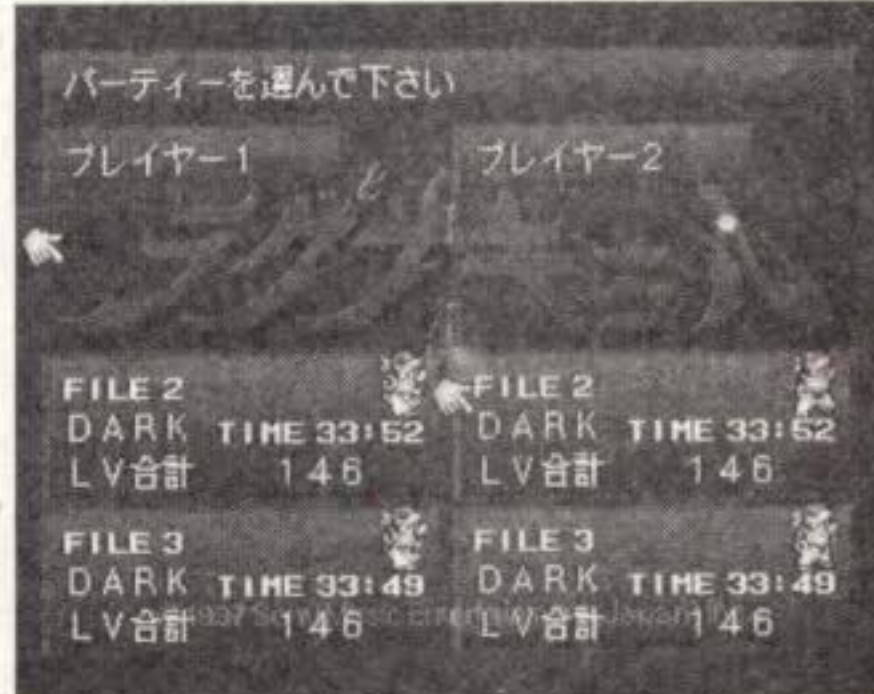 パーティーを選んで下さい
プレイヤー1 プレイヤー2
FILE 2 FILE 2
DARK TIME 33:52 DARK TIME 33:52
LV合計 146 LV合計 146
FILE 3 FILE 3
DARK TIME 33:49 DARK TIME 33:49
LV合計 146 LV合計 146